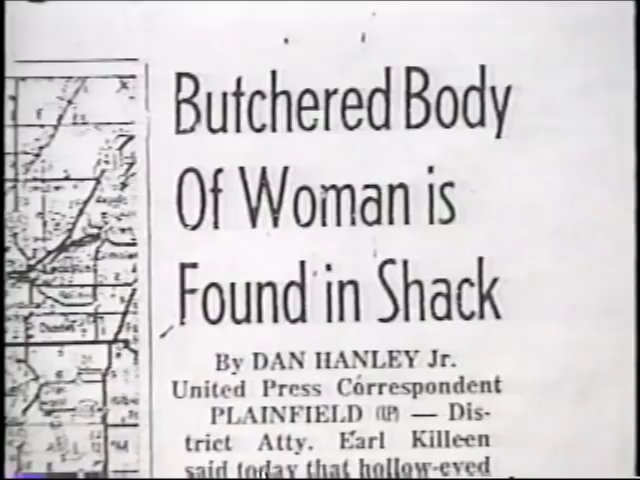 Butchered Body
Of Woman is
Found in Shack
By DAN HANLEY Jr.
United Press Correspondent
PLAINFIELD (UP) — Dis-
trict Atty. Earl Killeen
said today that hollow-eyed